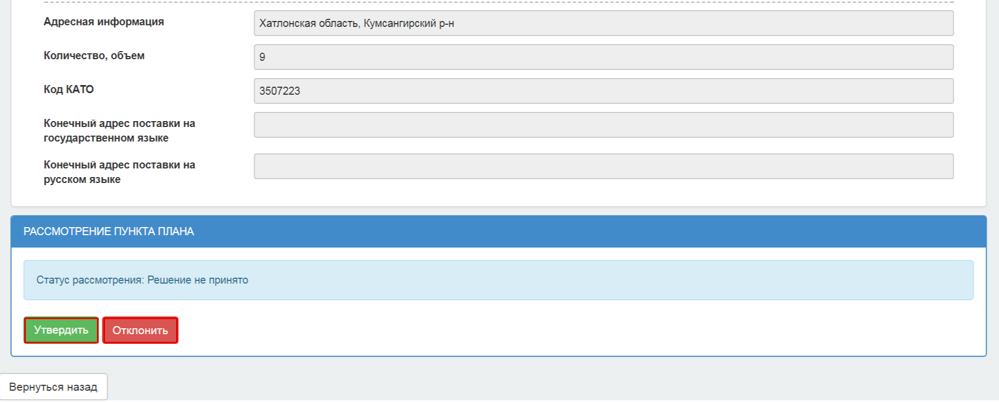 Адресная информация
Хатлонская область, Кумсангирский р-н
Количество, объем
9
Код КАТО
3507223
Конечный адрес поставки на
государственном языке
Конечный адрес поставки на
русском языке
РАССМОТРЕНИЕ ПУНКТА ПЛАНА
Статус рассмотрения: Решение не принято
Утвердить
Отклонить
Вернуться назад